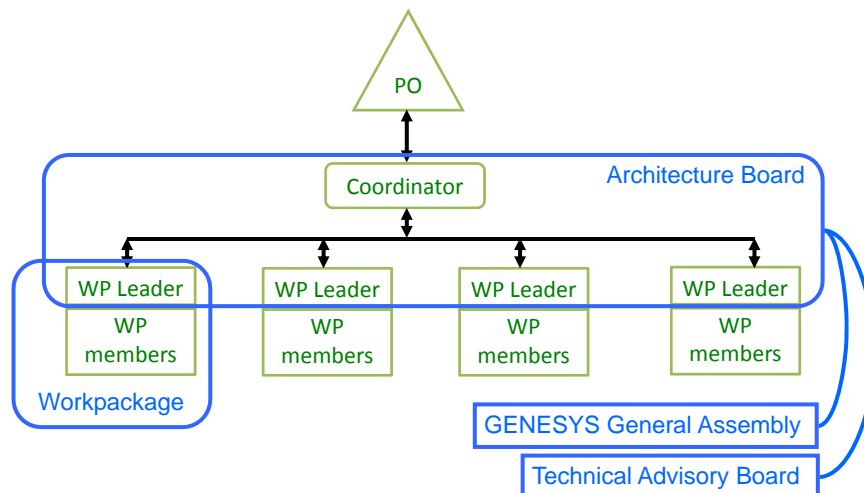 PO
Architecture Board
Coordinator
WP Leader
WP Leader
WP Leader
WP Leader
WP
members
WP
members
WP
members
WP
members
Workpackage
GENESYS General Assembly
Technical Advisory Board